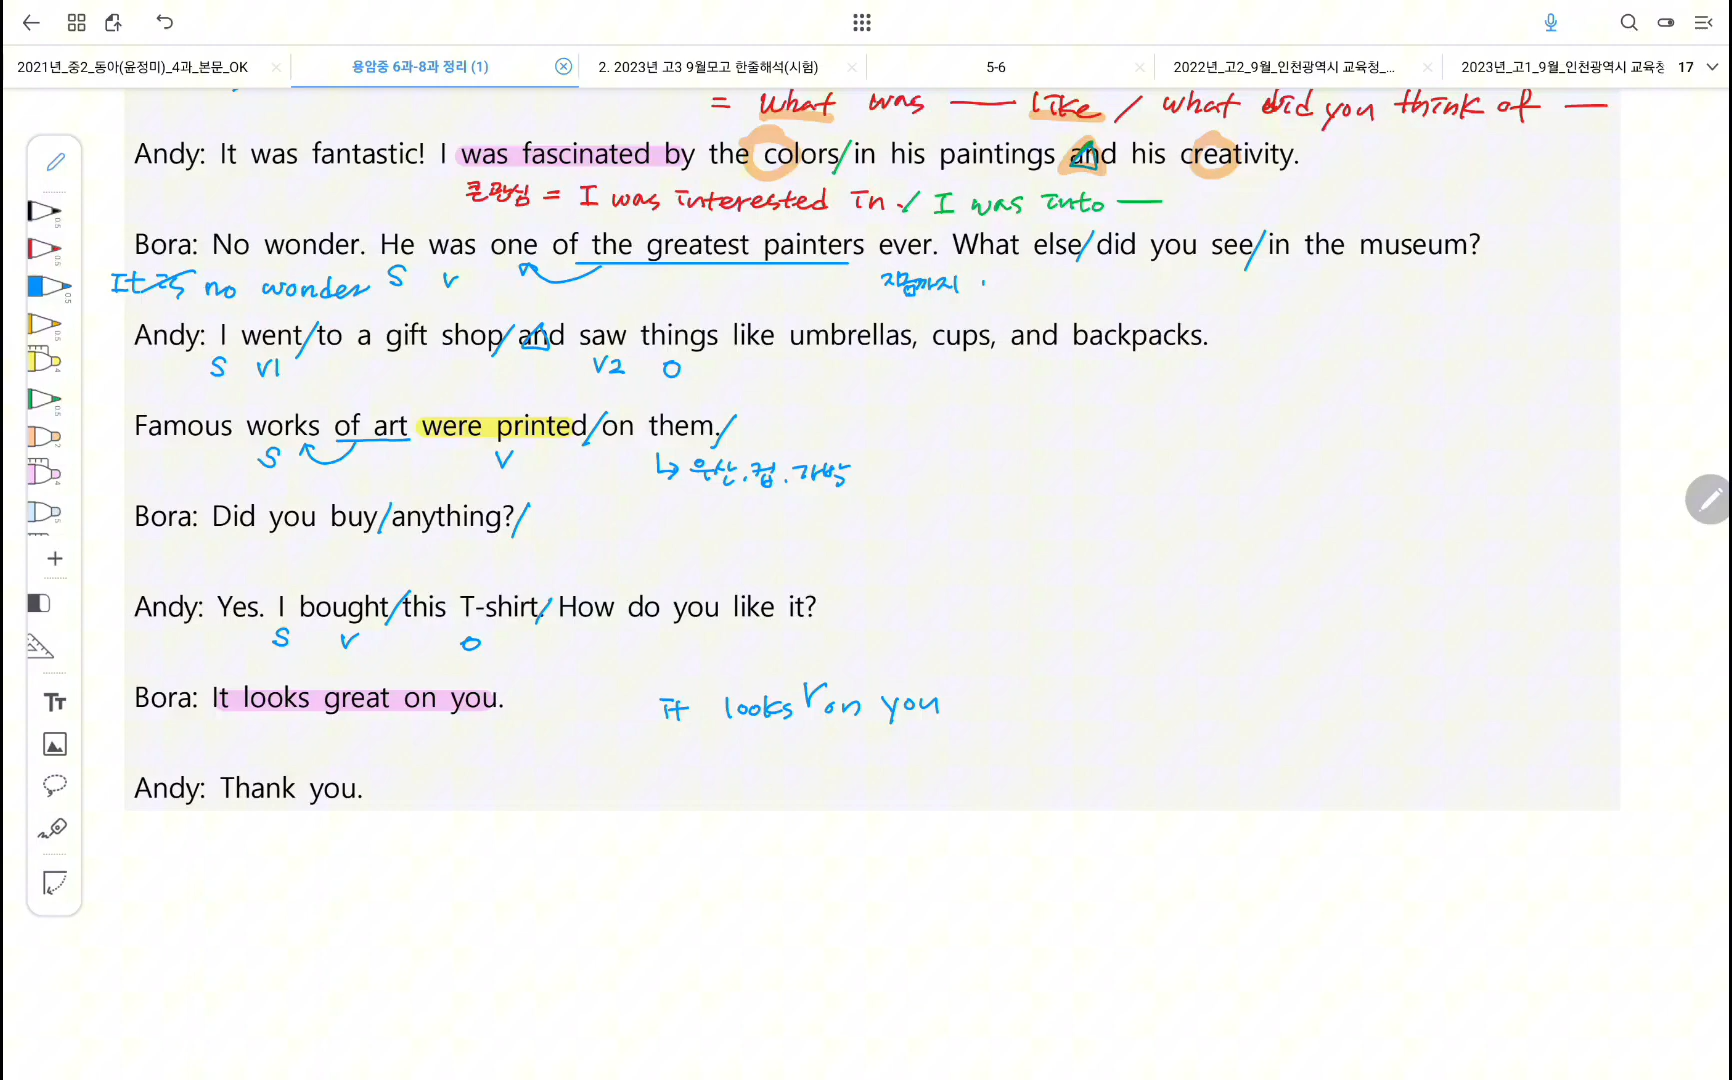 2021년_중2_동아(윤정미)_4과_본문_OK
용암중 6과-8과 정리 (1)
2. 2023년 고3 9월모고 한줄해석(시험)
5-6
2022년_고2_9월_인천광역시 교육청_...
2023년_고1_9월_인천광역시 교육청
17
= what was — like / what did you think of —
Andy: It was fantastic! I was fascinated by the colors/in his paintings and his creativity.
큰관심 = I was interested in / I was into —
Bora: No wonder. He was one of the greatest painters ever. What else/did you see/in the museum?
It is no wonder S V 지금까지
Andy: I went/to a gift shop/and saw things like umbrellas, cups, and backpacks.
S V1 V2 O
Famous works of art were printed/on them./
S V ↳ 우산.컵.가방
Bora: Did you buy/anything?/
Andy: Yes. I bought/this T-shirt/ How do you like it?
S V O
Bora: It looks great on you. it looks on you
Andy: Thank you.